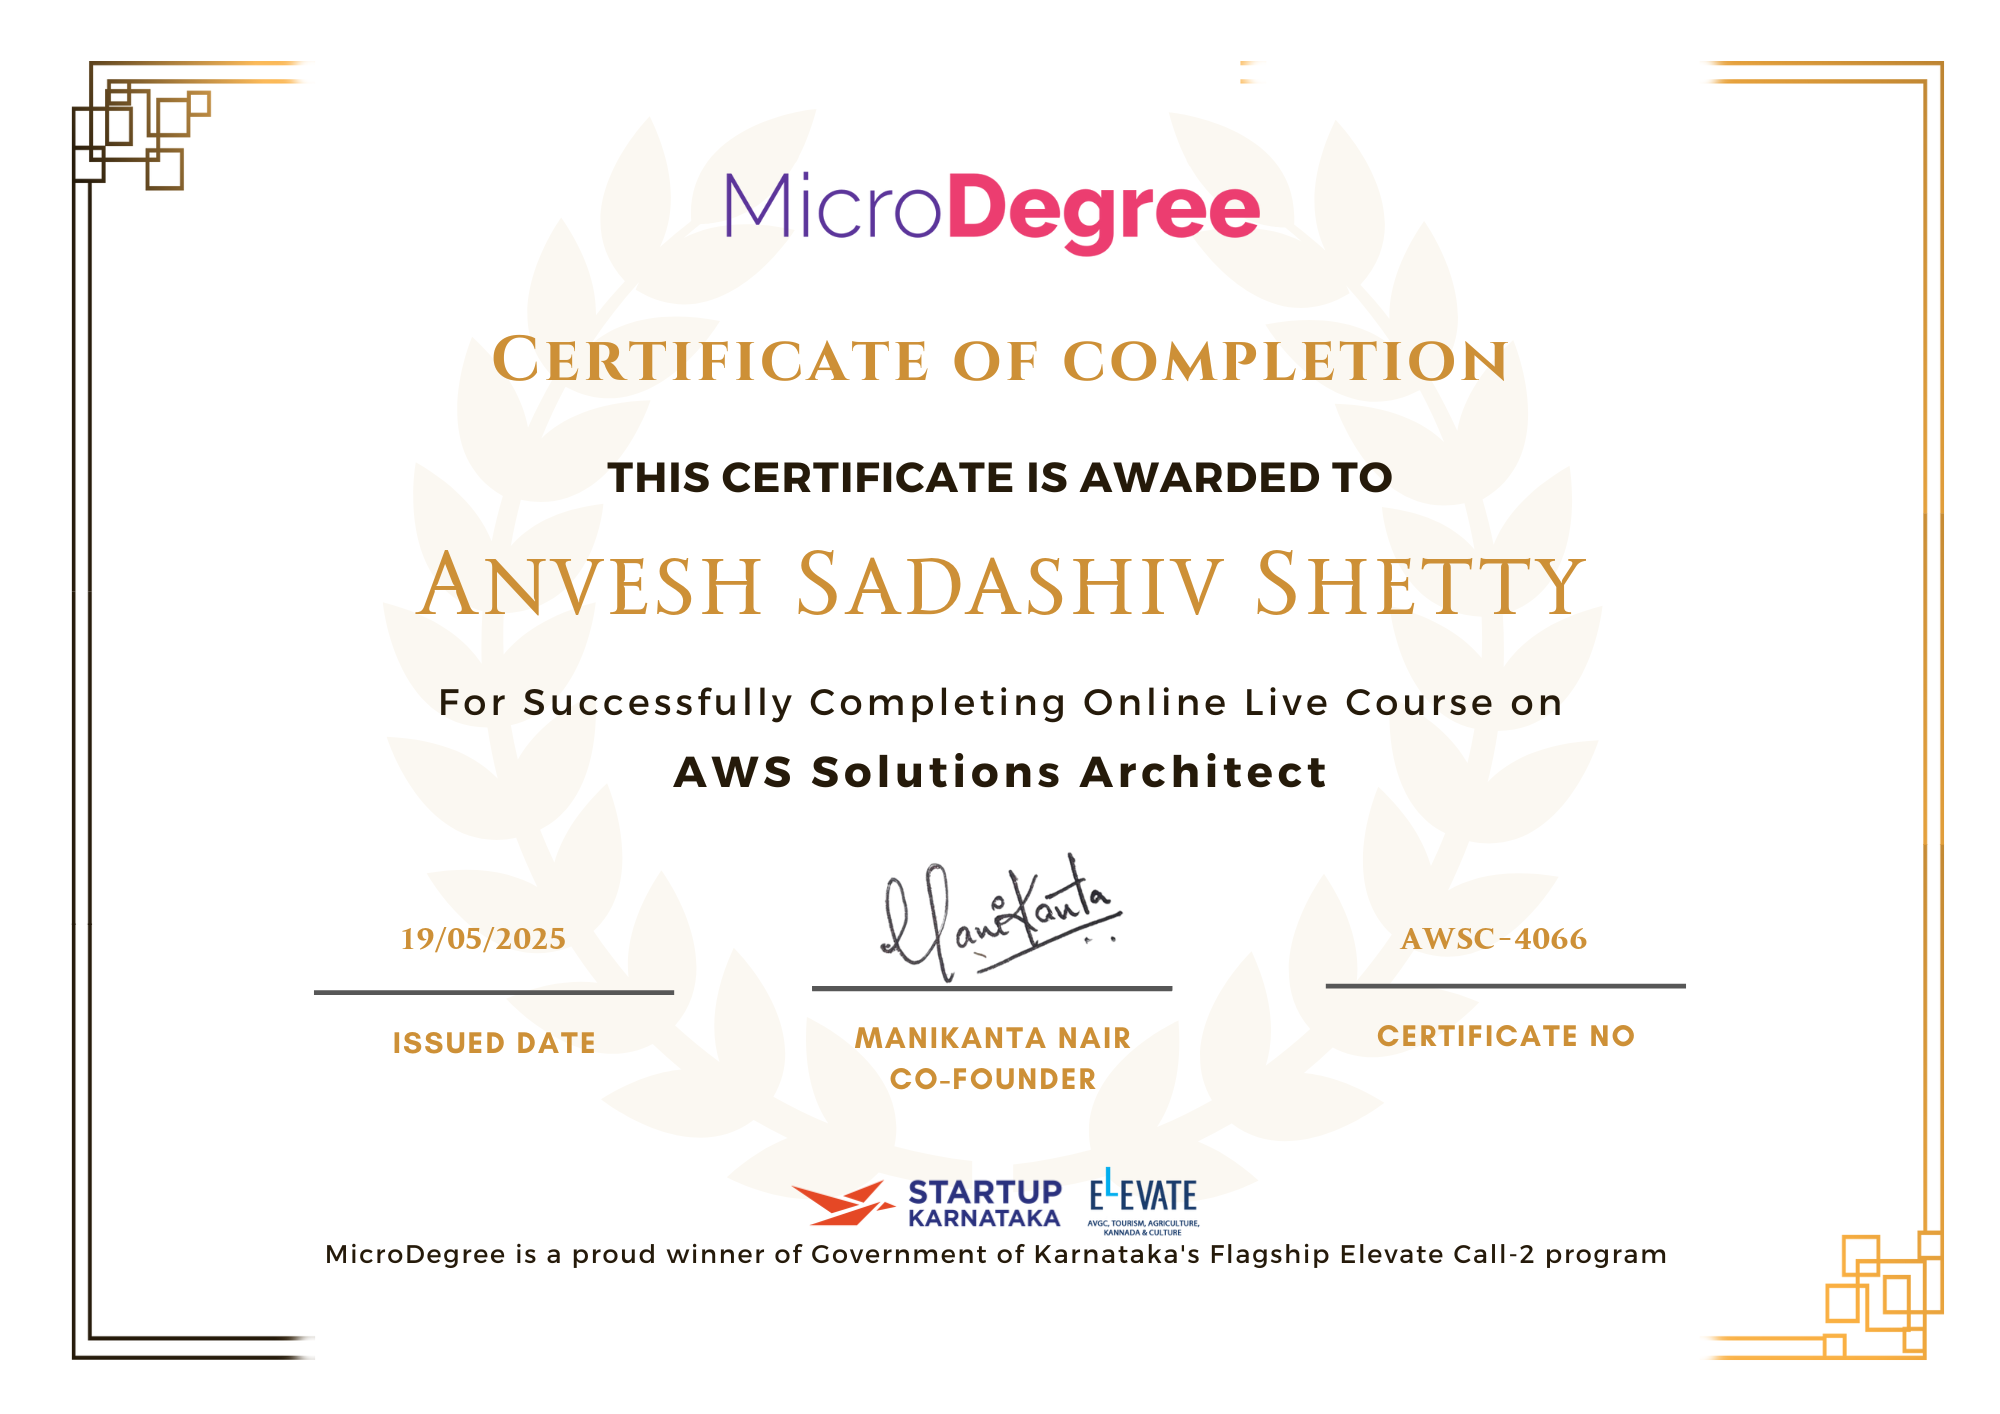 MicroDegree
CERTIFICATE OF COMPLETION
THIS CERTIFICATE IS AWARDED TO
ANVESH SADASHIV SHETTY
For Successfully Completing Online Live Course on
AWS Solutions Architect
Manikanta
19/05/2025
AWSC-4066
ISSUED DATE
MANIKANTA NAIR
CO-FOUNDER
CERTIFICATE NO
STARTUP
KARNATAKA
ELEVATE
AVGC, TOURISM, AGRICULTURE,
KANNADA & CULTURE
MicroDegree is a proud winner of Government of Karnataka's Flagship Elevate Call-2 program